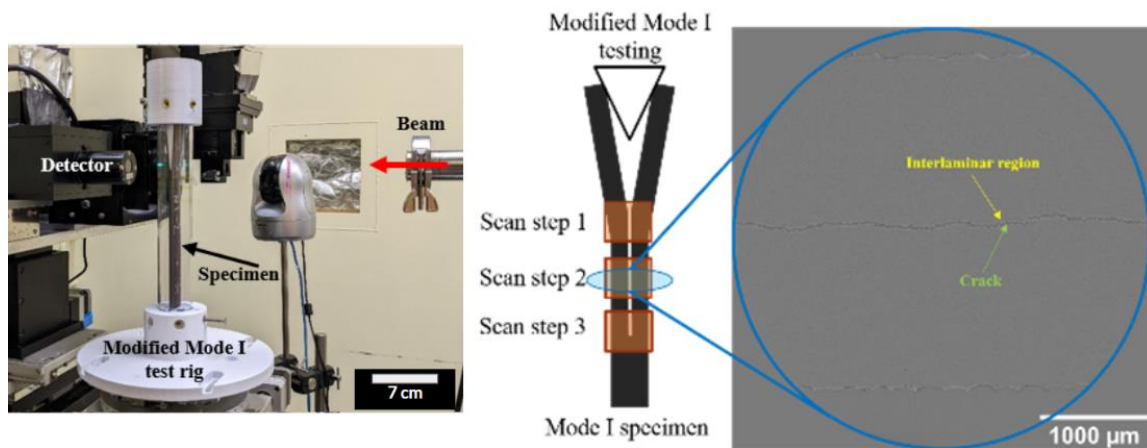 Detector
Beam
Specimen
Modified Mode I
test rig
7 cm
Modified Mode I
testing
Scan step 1
Scan step 2
Scan step 3
Mode I specimen
Interlaminar region
Crack
1000 µm